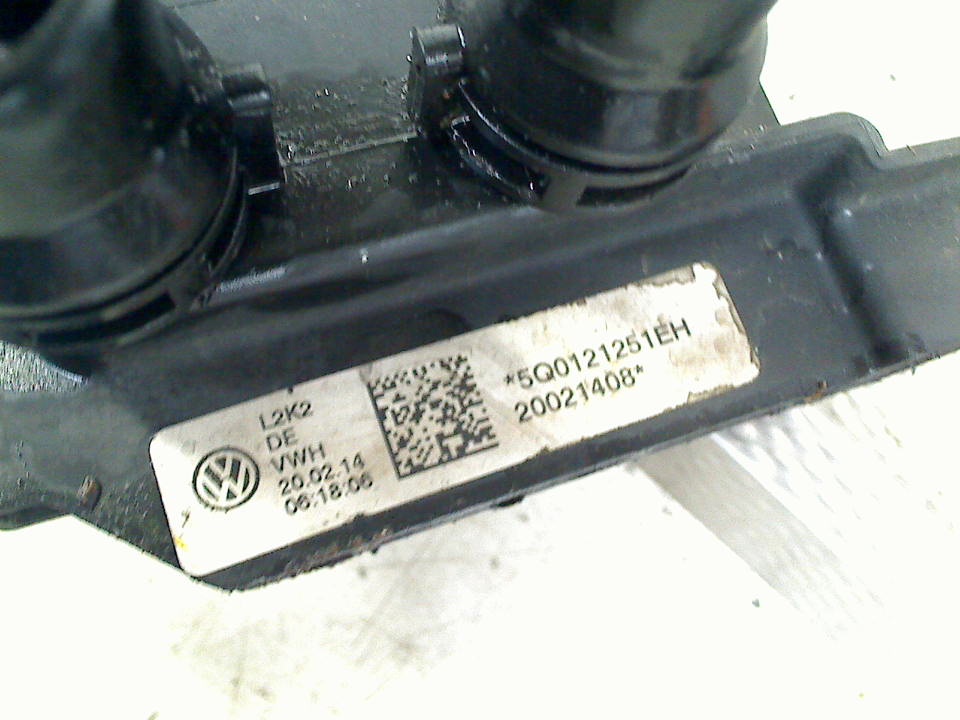 L2K2
DE
VWH
20.02.14
06:18:06
*5Q0121251EH
20021408*